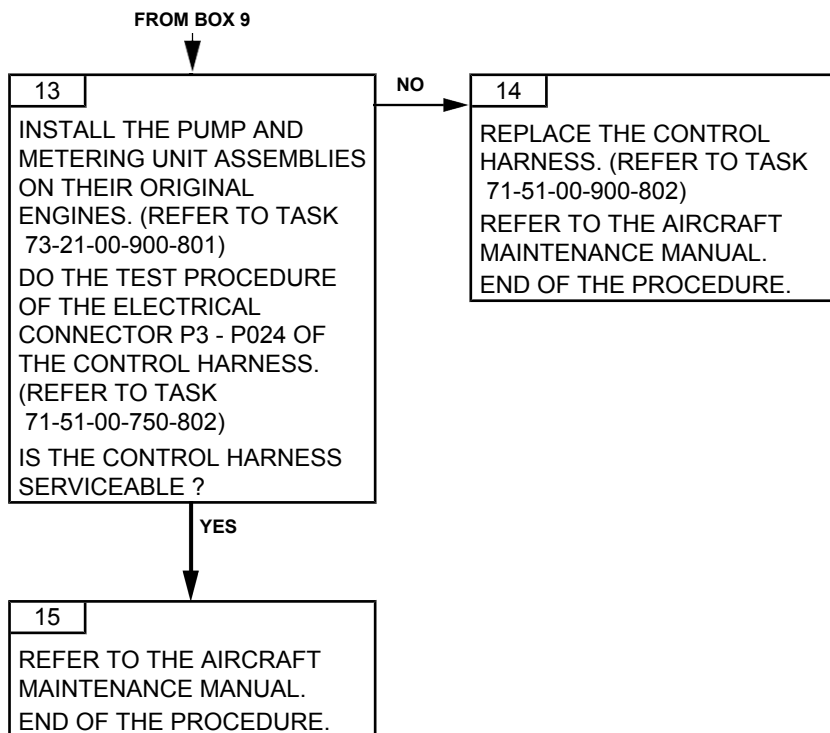 FROM BOX 9
13
INSTALL THE PUMP AND
METERING UNIT ASSEMBLIES
ON THEIR ORIGINAL
ENGINES. (REFER TO TASK
73-21-00-900-801)
DO THE TEST PROCEDURE
OF THE ELECTRICAL
CONNECTOR P3 - P024 OF
THE CONTROL HARNESS.
(REFER TO TASK
71-51-00-750-802)
IS THE CONTROL HARNESS
SERVICEABLE ?
NO
14
REPLACE THE CONTROL
HARNESS. (REFER TO TASK
71-51-00-900-802)
REFER TO THE AIRCRAFT
MAINTENANCE MANUAL.
END OF THE PROCEDURE.
YES
15
REFER TO THE AIRCRAFT
MAINTENANCE MANUAL.
END OF THE PROCEDURE.